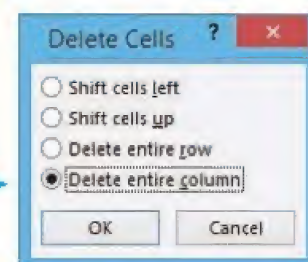 Delete Cells ?
Shift cells left
Shift cells up
Delete entire row
Delete entire column
OK Cancel